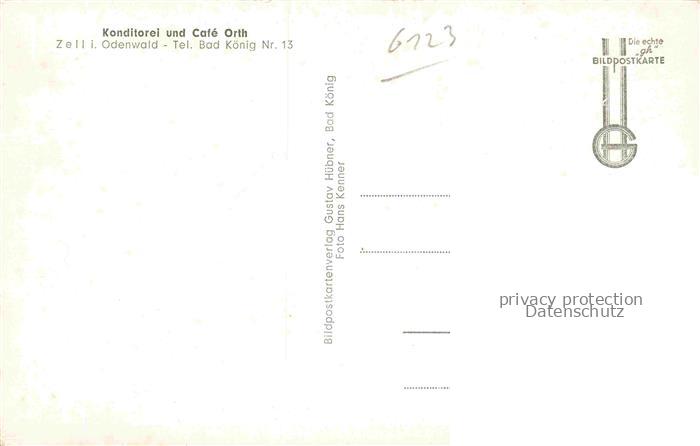 Konditorei und Café Orth
Zell i. Odenwald - Tel. Bad König Nr. 13
6123
Die echte
„gh"
BILDPOSTKARTE
Bildpostkartenverlag Gustav Hübner, Bad König
Foto Hans Kenner
privacy protection
Datenschutz